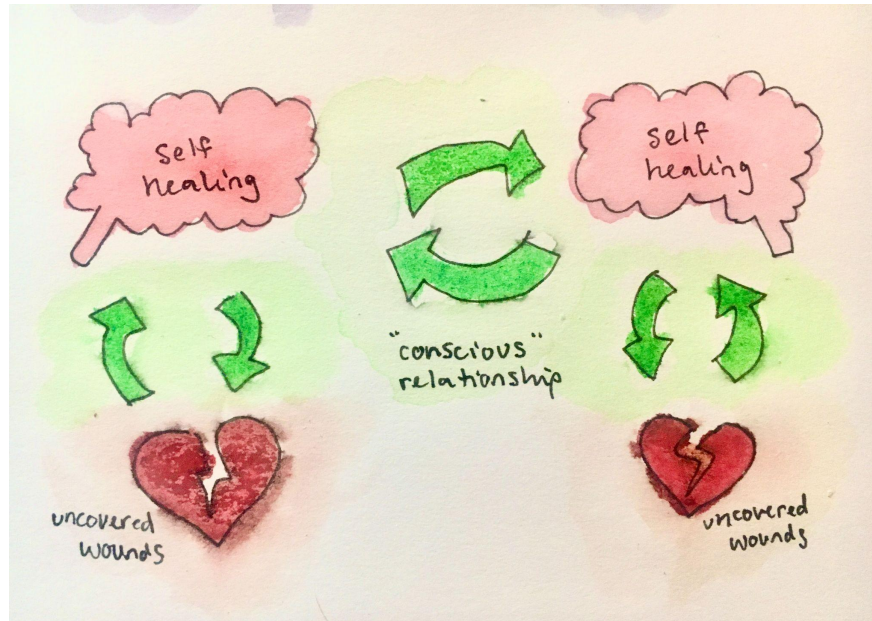 self
healing
self
healing
"conscious"
relationship
uncovered
wounds
uncovered
wounds